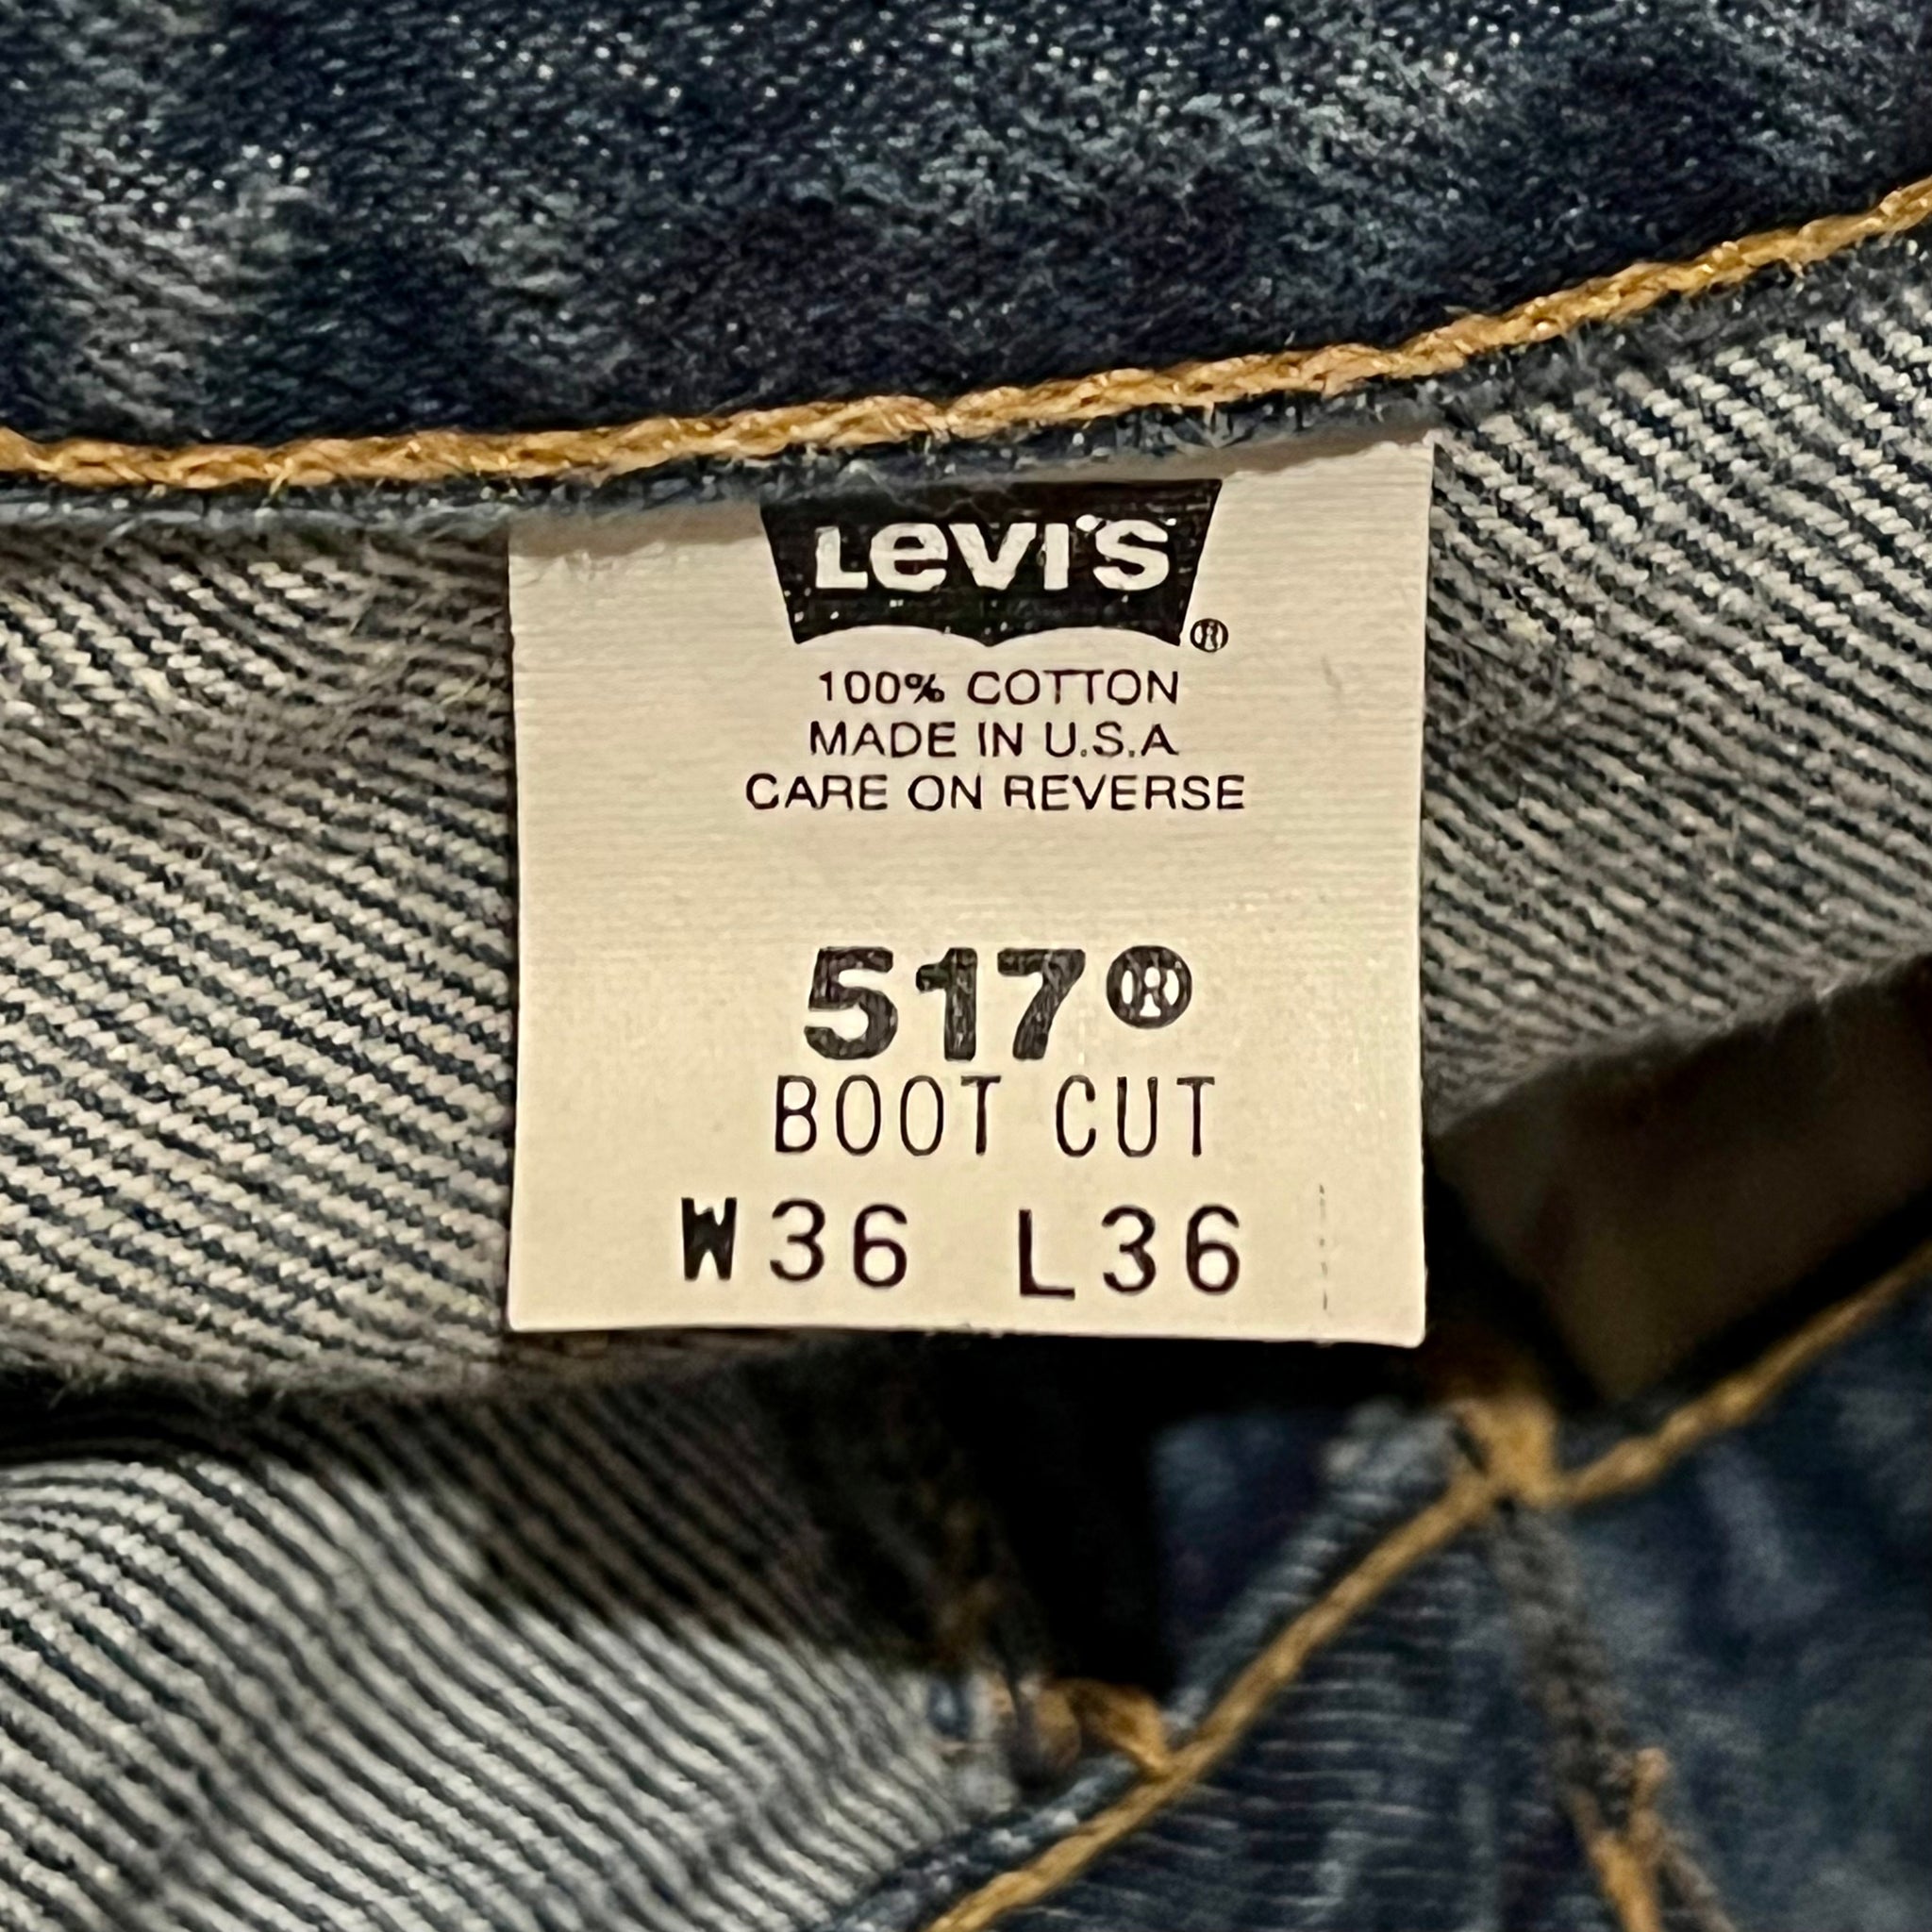 Levi's
®
100% COTTON
MADE IN U.S.A
CARE ON REVERSE
517®
BOOT CUT
W36 L36